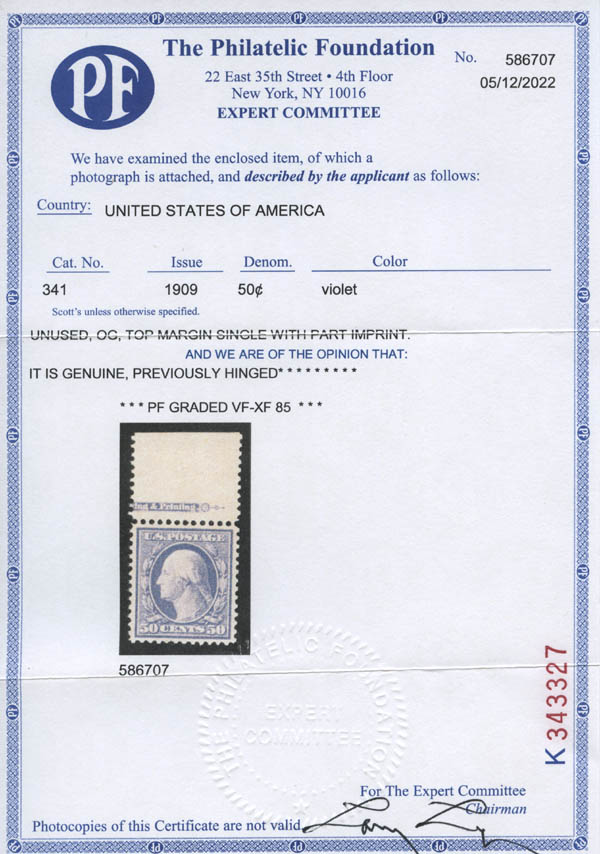 PF
The Philatelic Foundation
22 East 35th Street • 4th Floor
New York, NY 10016
EXPERT COMMITTEE
No. 586707
05/12/2022
We have examined the enclosed item, of which a
photograph is attached, and described by the applicant as follows:
Country: UNITED STATES OF AMERICA
Cat. No. Issue Denom. Color
341 1909 50¢ violet
Scott's unless otherwise specified.
UNUSED, OG, TOP MARGIN SINGLE WITH PART IMPRINT.
AND WE ARE OF THE OPINION THAT:
IT IS GENUINE, PREVIOUSLY HINGED*********
*** PF GRADED VF-XF 85 ***
ing & Printing
U.S. POSTAGE
50 CENTS 50
586707
THE PHILATELIC FOUNDATION
EXPERT
COMMITTEE
K 343327
For The Expert Committee
Chairman
Photocopies of this Certificate are not valid